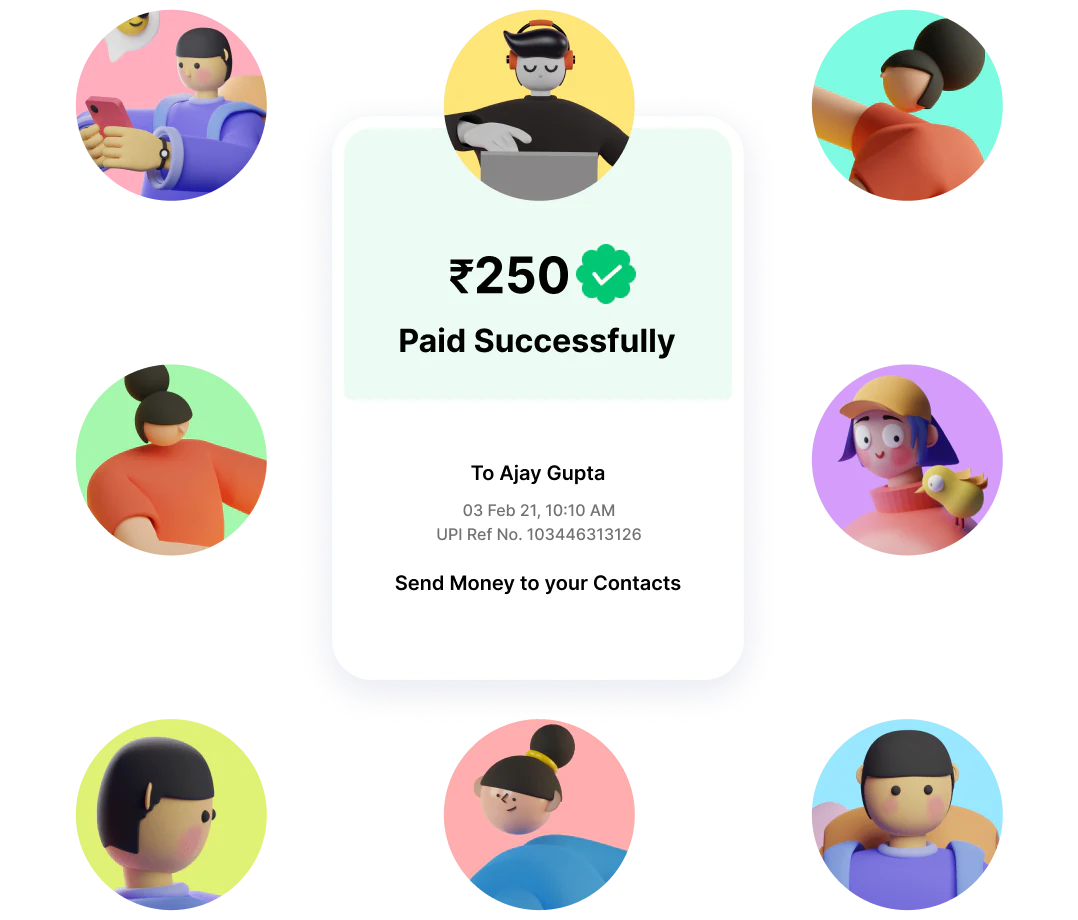 ₹250
Paid Successfully
To Ajay Gupta
03 Feb 21, 10:10 AM
UPI Ref No. 103446313126
Send Money to your Contacts